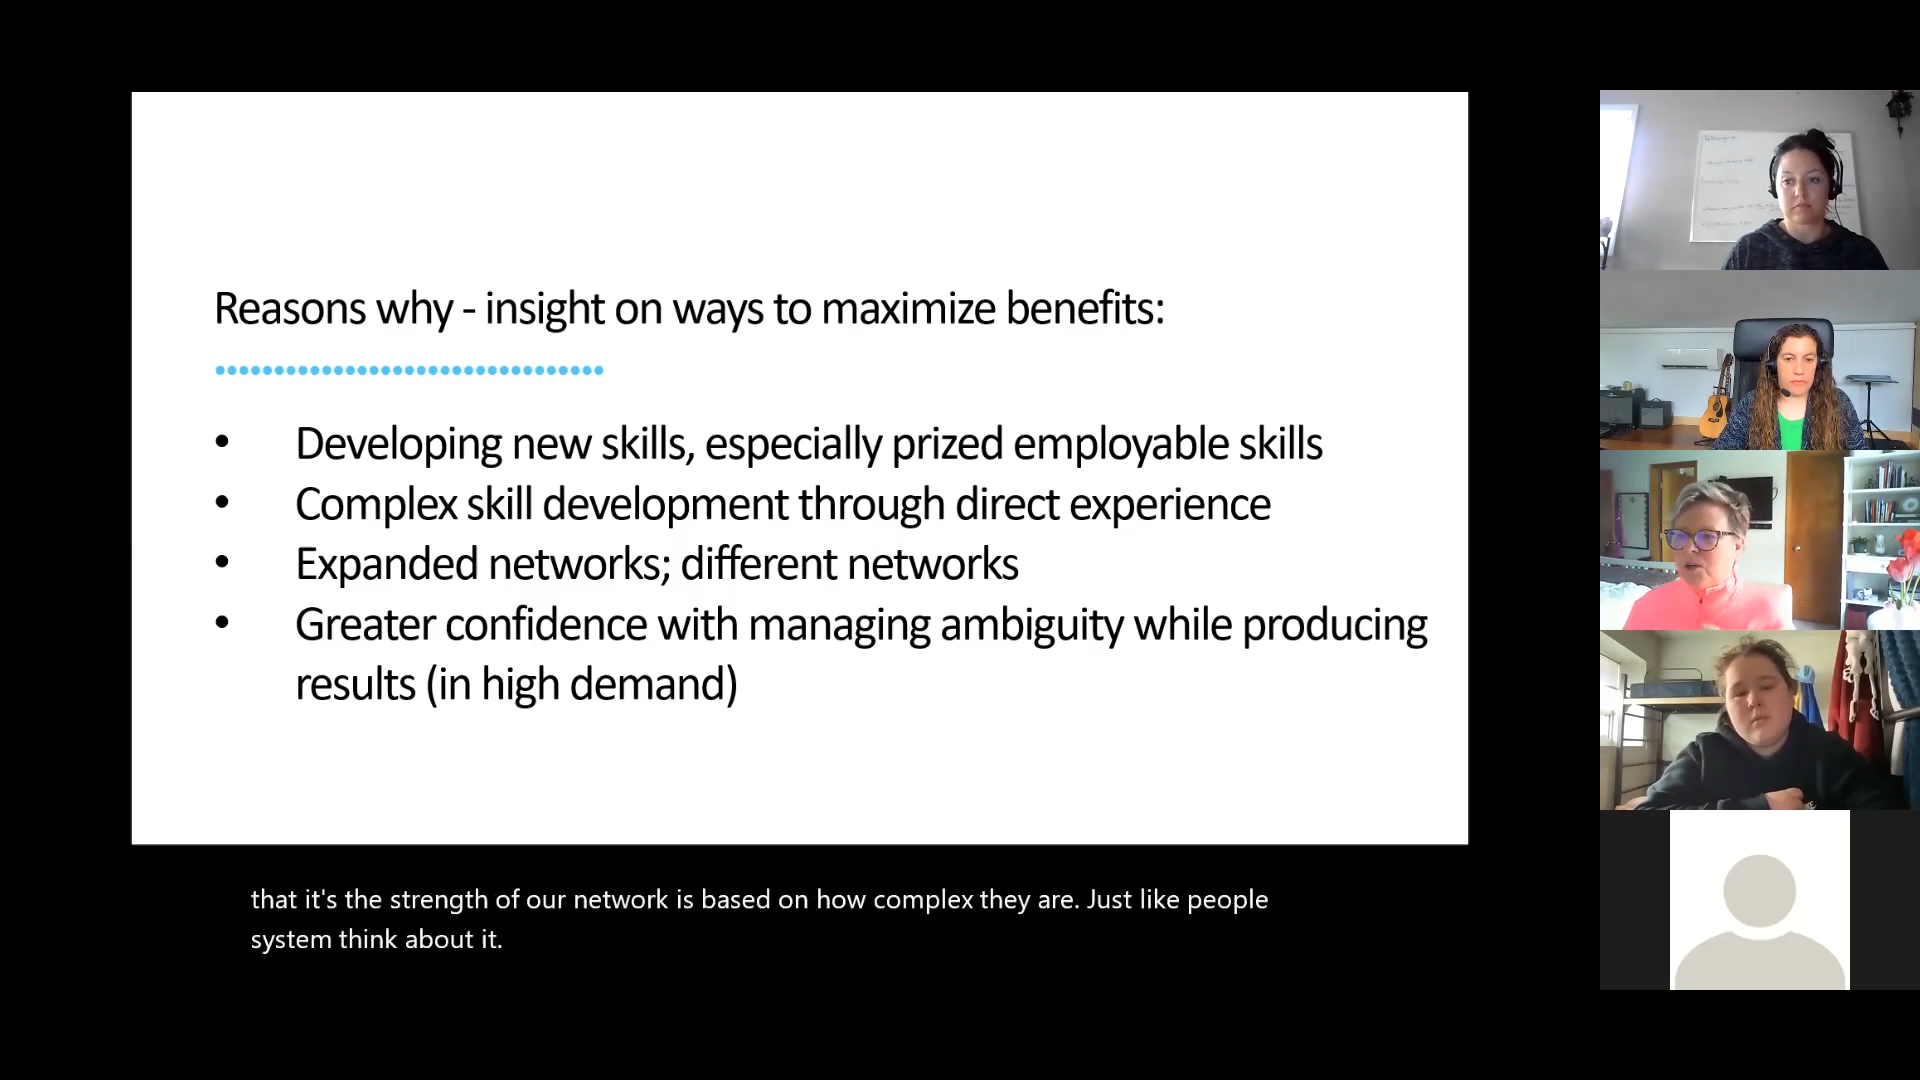 Reasons why - insight on ways to maximize benefits:
• Developing new skills, especially prized employable skills
• Complex skill development through direct experience
• Expanded networks; different networks
• Greater confidence with managing ambiguity while producing
results (in high demand)
that it's the strength of our network is based on how complex they are. Just like people
system think about it.